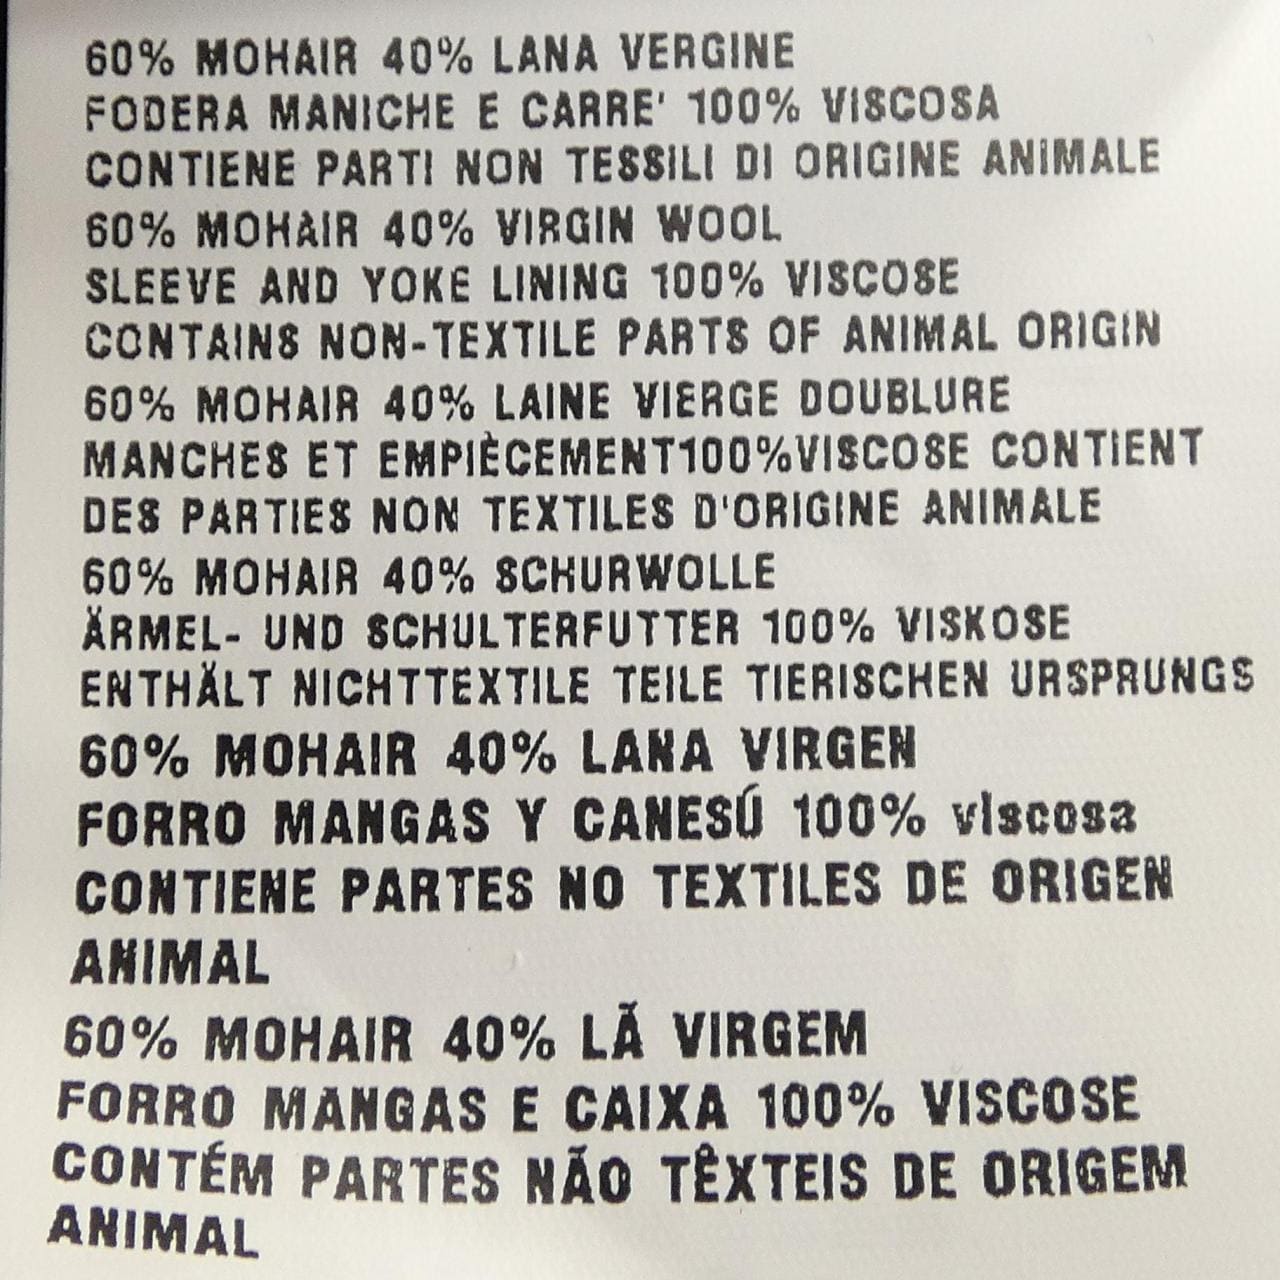 60% MOHAIR 40% LANA VERGINE
FODERA MANICHE E CARRE' 100% VISCOSA
CONTIENE PARTI NON TESSILI DI ORIGINE ANIMALE
60% MOHAIR 40% VIRGIN WOOL
SLEEVE AND YOKE LINING 100% VISCOSE
CONTAINS NON-TEXTILE PARTS OF ANIMAL ORIGIN
60% MOHAIR 40% LAINE VIERGE DOUBLURE
MANCHES ET EMPIÈCEMENT100%VISCOSE CONTIENT
DES PARTIES NON TEXTILES D'ORIGINE ANIMALE
60% MOHAIR 40% SCHURWOLLE
ÄRMEL- UND SCHULTERFUTTER 100% VISKOSE
ENTHÄLT NICHTTEXTILE TEILE TIERISCHEN URSPRUNGS
60% MOHAIR 40% LANA VIRGEN
FORRO MANGAS Y CANESÚ 100% viscosa
CONTIENE PARTES NO TEXTILES DE ORIGEN
ANIMAL
60% MOHAIR 40% LÃ VIRGEM
FORRO MANGAS E CAIXA 100% VISCOSE
CONTÉM PARTES NÃO TÊXTEIS DE ORIGEM
ANIMAL